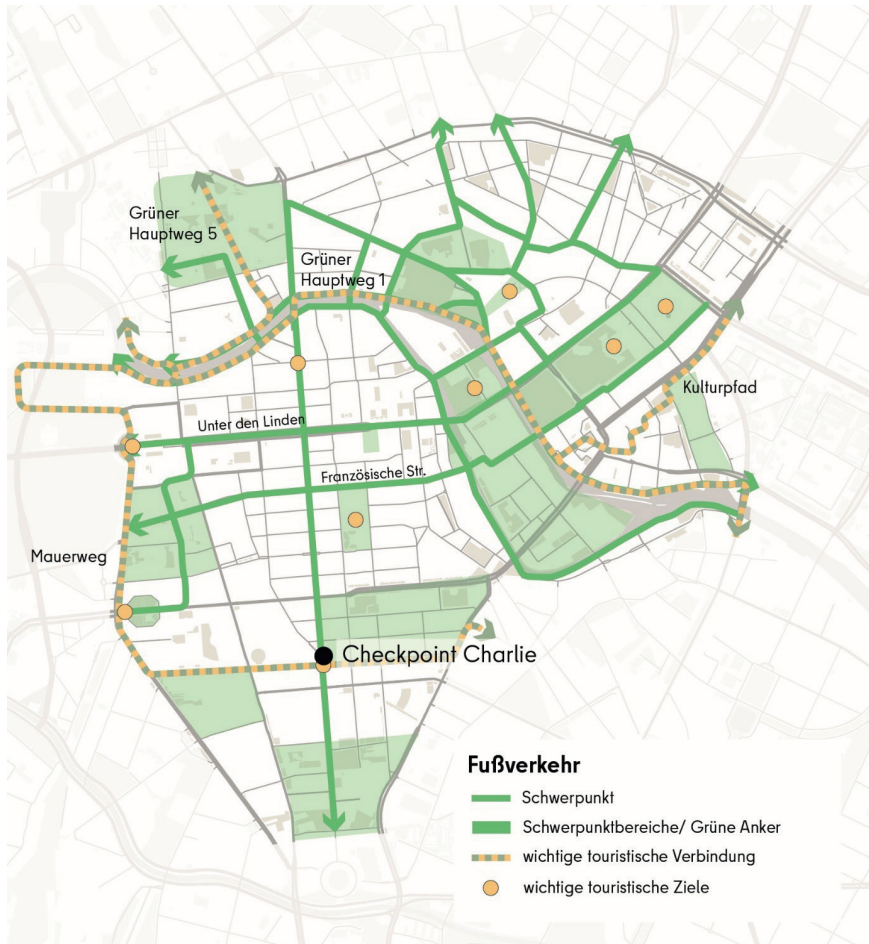 Grüner
Hauptweg 5
Grüner
Hauptweg 1
Kulturpfad
Unter den Linden
Französische Str.
Mauerweg
Checkpoint Charlie
Fußverkehr
Schwerpunkt
Schwerpunktbereiche/ Grüne Anker
wichtige touristische Verbindung
wichtige touristische Ziele